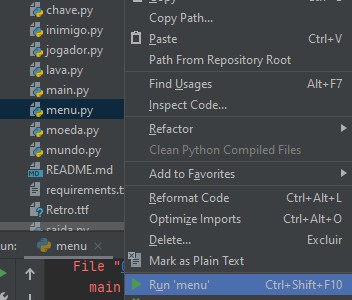 chave.py
inimigo.py
jogador.py
lava.py
main.py
menu.py
moeda.py
mundo.py
README.md
requirements.t
Retro.ttf
saida.py
Copy Path...
Paste Ctrl+V
Path From Repository Root
Find Usages Alt+F7
Inspect Code...
Refactor
Clean Python Compiled Files
Add to Favorites
Reformat Code Ctrl+Alt+L
Optimize Imports Ctrl+Alt+O
Delete... Excluir
Mark as Plain Text
Run 'menu' Ctrl+Shift+F10
un: menu
File "
main